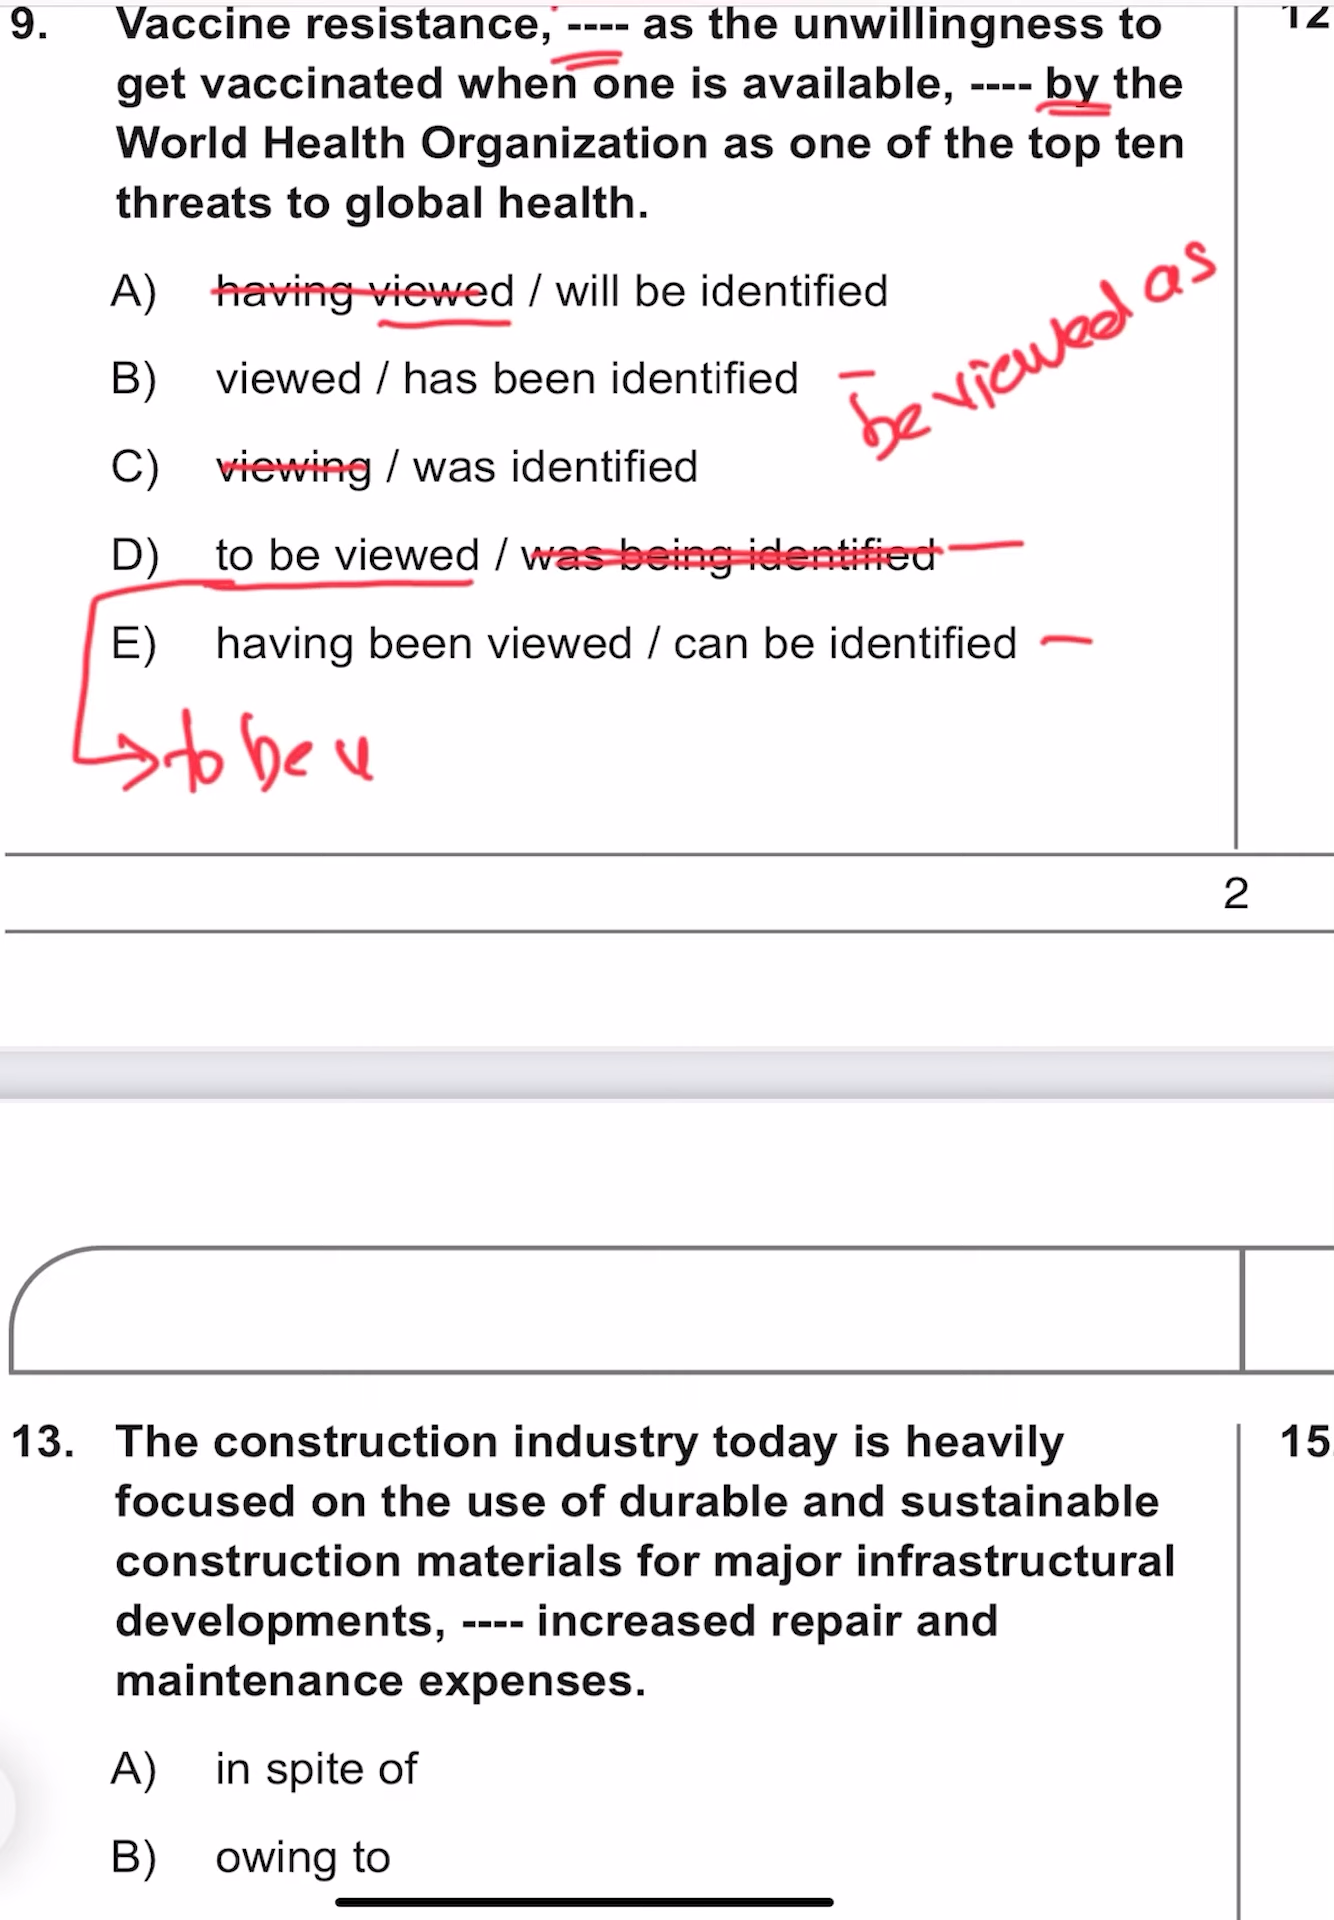 9. Vaccine resistance, ---- as the unwillingness to
get vaccinated when one is available, ---- by the
World Health Organization as one of the top ten
threats to global health.
A) having viewed / will be identified
B) viewed / has been identified
be viewed as
C) viewing / was identified
D) to be viewed / was being identified
E) having been viewed / can be identified
to be v
12
2
13. The construction industry today is heavily
focused on the use of durable and sustainable
construction materials for major infrastructural
developments, ---- increased repair and
maintenance expenses.
A) in spite of
B) owing to
15.